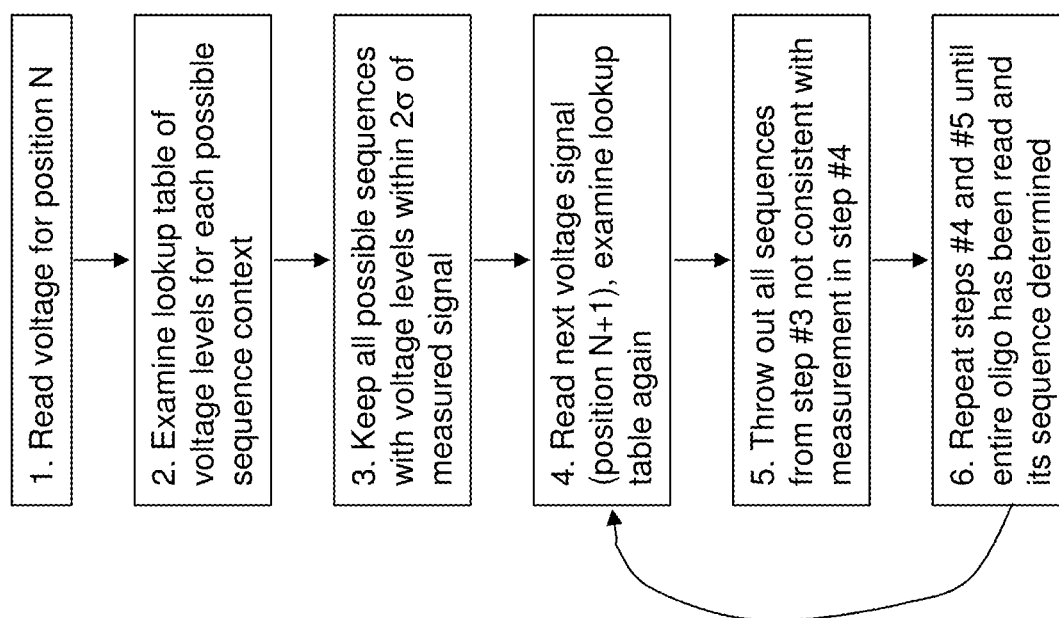 1. Read voltage for position N
2. Examine lookup table of
voltage levels for each possible
sequence context
3. Keep all possible sequences
with voltage levels within 2σ of
measured signal
4. Read next voltage signal
(position N+1), examine lookup
table again
5. Throw out all sequences
from step #3 not consistent with
measurement in step #4
6. Repeat steps #4 and #5 until
entire oligo has been read and
its sequence determined